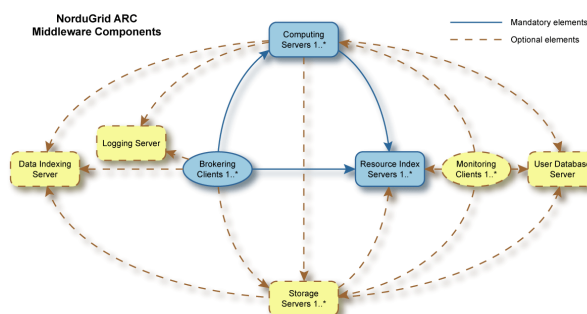 NorduGrid ARC
Middleware Components
Computing
Servers 1..*
Mandatory elements
Optional elements
Logging Server
Data Indexing
Server
Brokering
Clients 1..*
Resource Index
Servers 1..*
Monitoring
Clients 1..*
User Database
Server
Storage
Servers 1..*